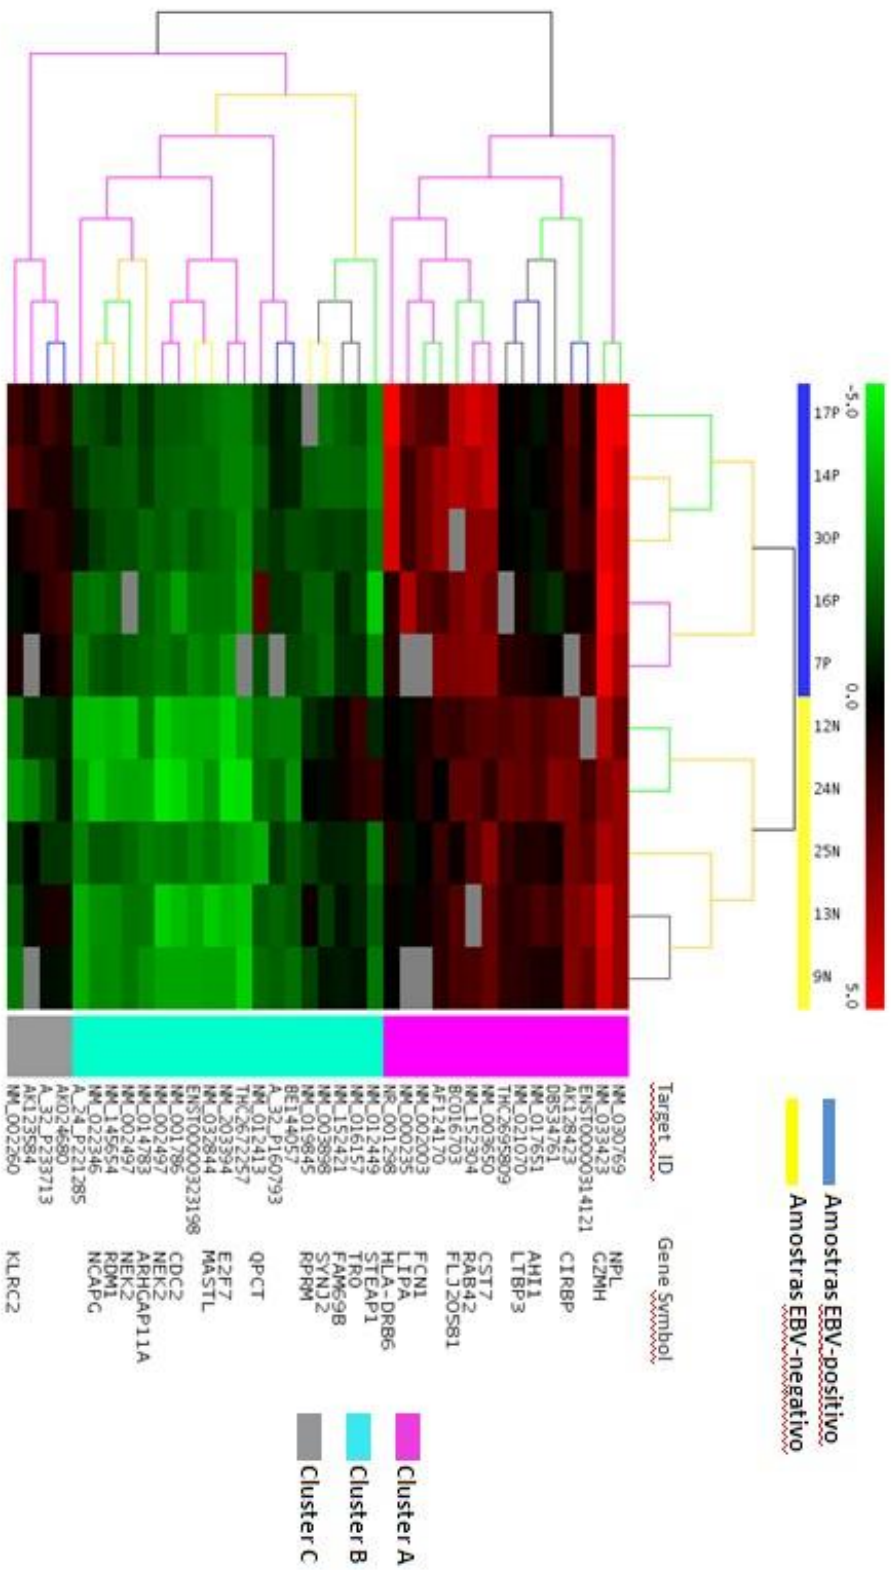 -5.0 0.0 5.0
Amostras EBV-positivo
Amostras EBV-negativo
17P 14P 30P 16P 7P 12N 24N 25N 13N 9N
Target ID Gene Symbol
NM_030769 NPL
NM_033423 GZMH
ENST00000314121
AK128423 CIRBP
DB534761
NM_017651 AHI1
NM_021070 LTBP3
THC2695809
NM_003650 CST7
NM_152304 RAB42
BC016703 FLJ20581
AF124170
NM_002003 FCN1
NM_000235 LIPA
NR_001298 HLA-DRB6
NM_012449 STEAP1
NM_016157 TRO
NM_152421 FAM69B
NM_003898 SYNJ2
NM_019845 RPRM
BE144057
A_32_P160793
NM_012413 QPCT
THC2672257
NM_203394 E2F7
NM_032844 MASTL
ENST00000323198
NM_001786 CDC2
NM_002497 NEK2
NM_014783 ARHGAP11A
NM_002497 NEK2
NM_145654 RDM1
NM_022346 NCAPG
A_24_P221285
AK024680
A_32_P233713
AK123584
NM_002260 KLRC2
Cluster A
Cluster B
Cluster C